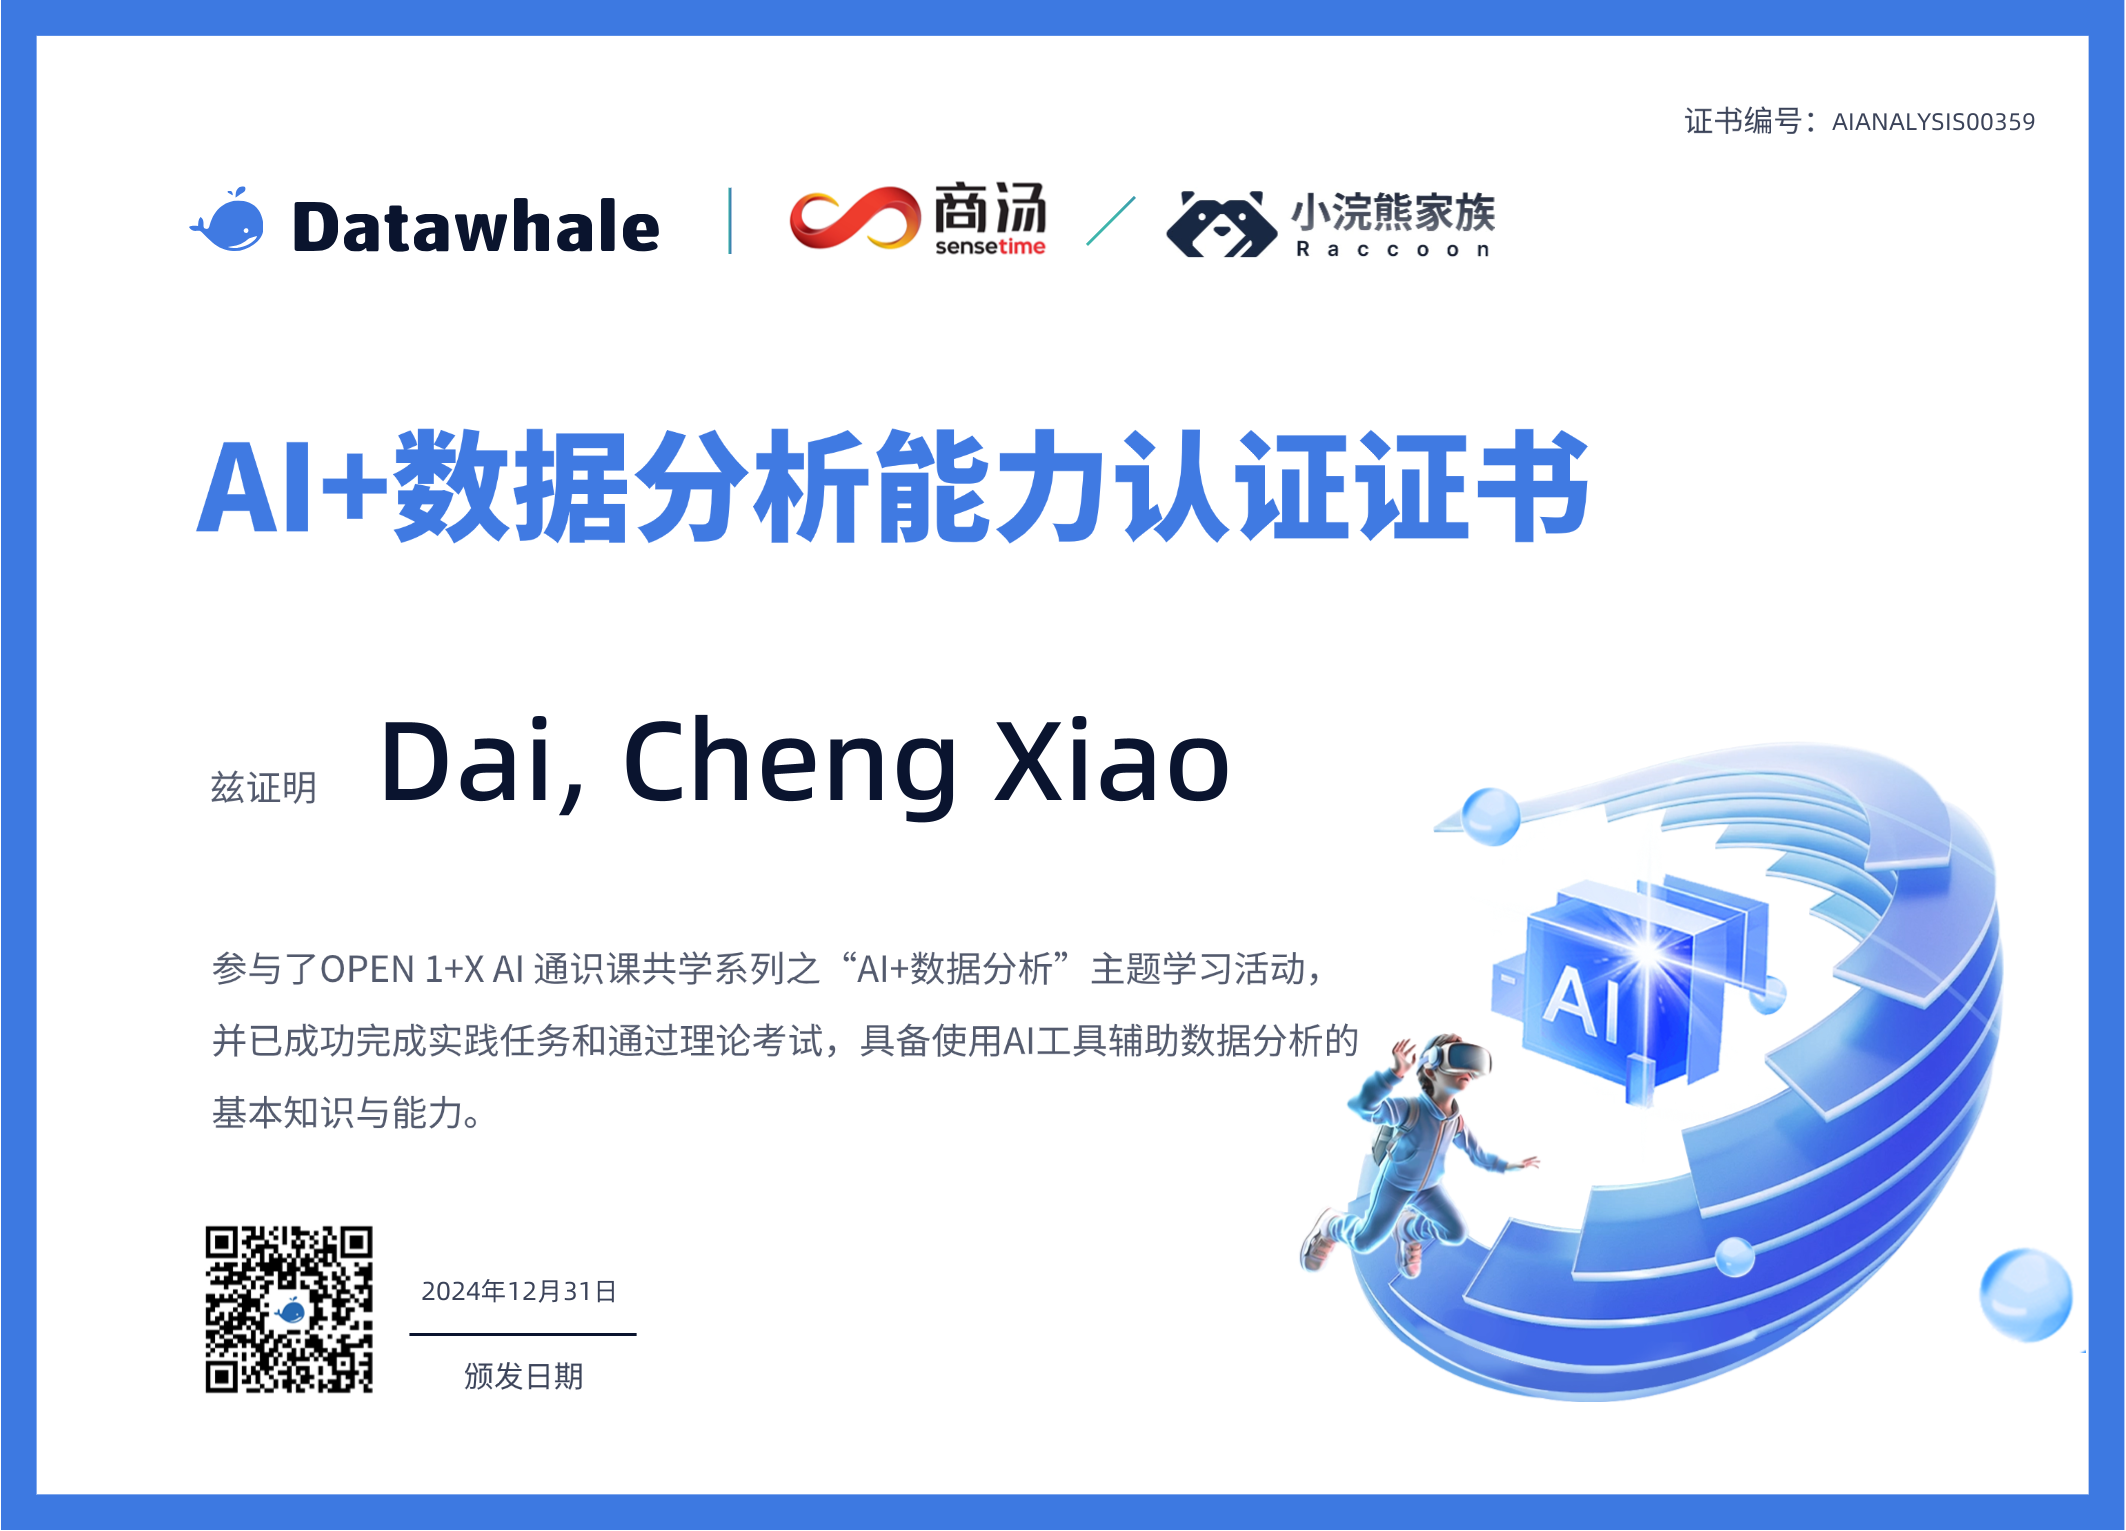 证书编号：AIANALYSIS00359
Datawhale
商汤
sensetime
小浣熊家族
Raccoon
AI+数据分析能力认证证书
兹证明 Dai, Cheng Xiao
参与了OPEN 1+X AI 通识课共学系列之“AI+数据分析”主题学习活动，
并已成功完成实践任务和通过理论考试，具备使用AI工具辅助数据分析的
基本知识与能力。
AI
2024年12月31日
颁发日期